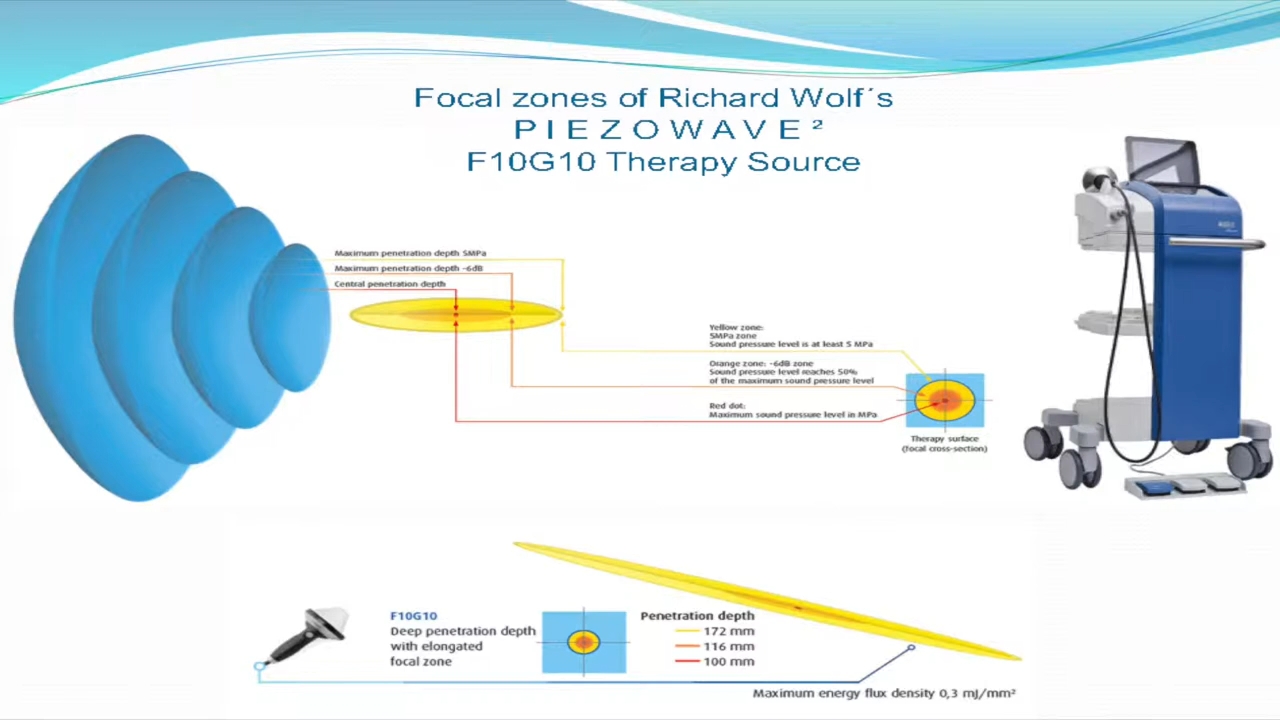 Focal zones of Richard Wolf´s
PIEZOWAVE²
F10G10 Therapy Source
Maximum penetration depth 5MPa
Maximum penetration depth -6dB
Central penetration depth
Yellow zone:
5MPa zone
Sound pressure level is at least 5 MPa
Orange zone: -6dB zone
Sound pressure level reaches 50%
of the maximum sound pressure level
Red dot:
Maximum sound pressure level in MPa
Therapy surface
(focal cross-section)
F10G10
Deep penetration depth
with elongated
focal zone
Penetration depth
172 mm
116 mm
100 mm
Maximum energy flux density 0,3 mJ/mm²